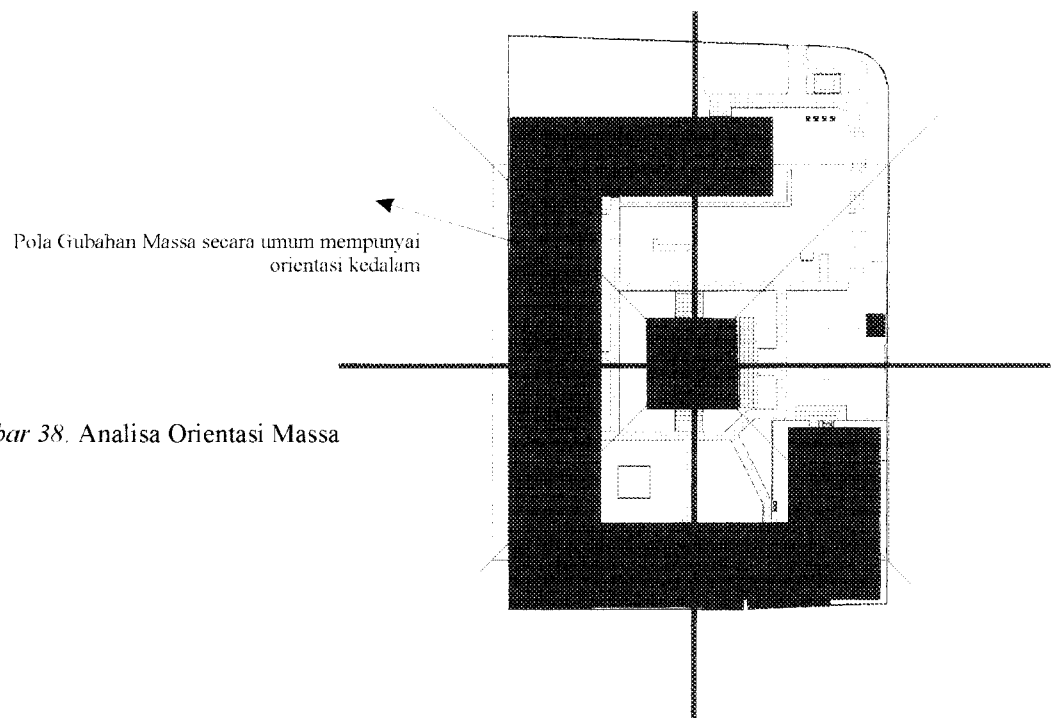 Pola Gubahan Massa secara umum mempunyai
orientasi kedalam
bar 38. Analisa Orientasi Massa